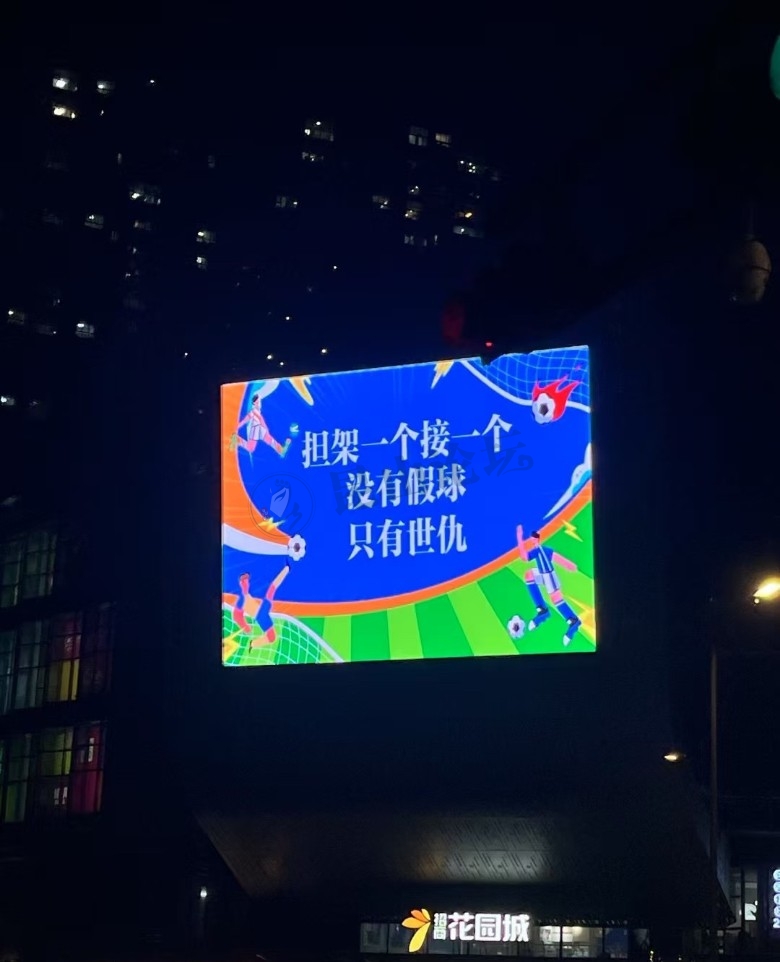 担架一个接一个
没有假球
只有世仇
招商
花园城